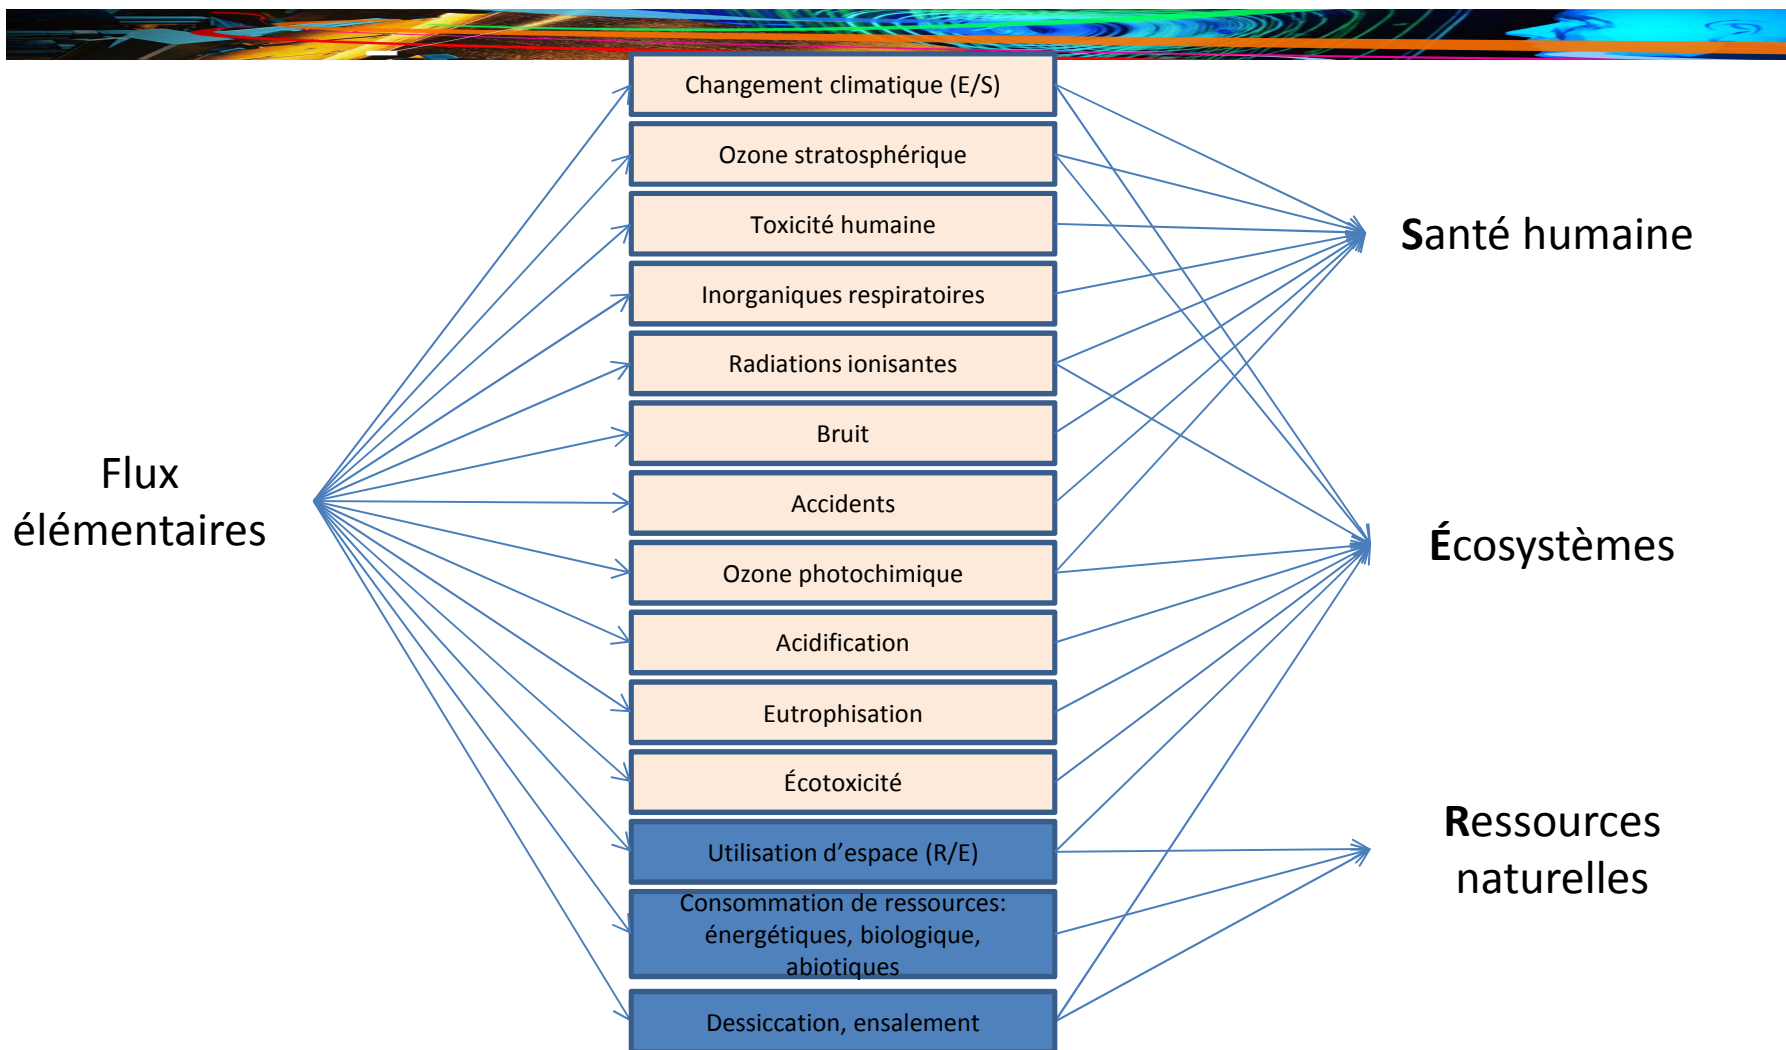 Changement climatique (E/S)
Ozone stratosphérique
Toxicité humaine
Inorganiques respiratoires
Radiations ionisantes
Bruit
Accidents
Ozone photochimique
Acidification
Eutrophisation
Écotoxicité
Utilisation d’espace (R/E)
Consommation de ressources:
énergétiques, biologique,
abiotiques
Dessiccation, ensalement
Flux
élémentaires
Santé humaine
Écosystèmes
Ressources
naturelles